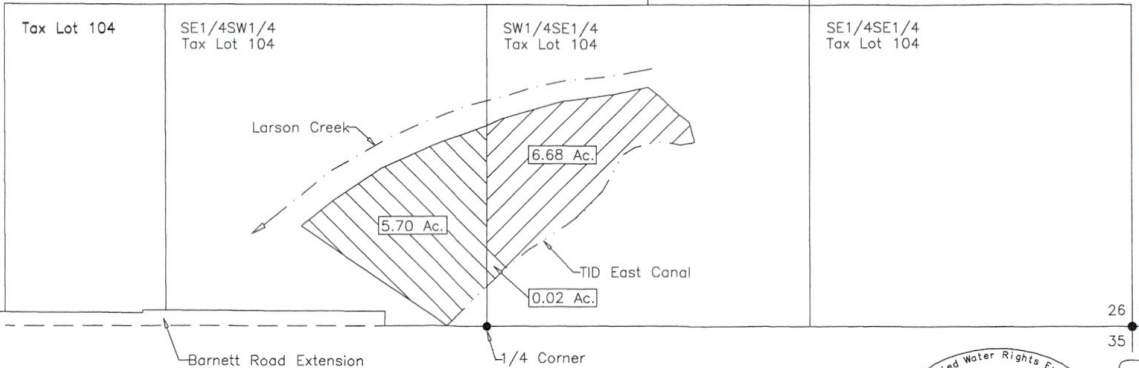 Tax Lot 104
SE1/4SW1/4
Tax Lot 104
SW1/4SE1/4
Tax Lot 104
SE1/4SE1/4
Tax Lot 104
Larson Creek
6.68 Ac.
5.70 Ac.
TID East Canal
0.02 Ac.
26
35
Barnett Road Extension
1/4 Corner
Water Rights